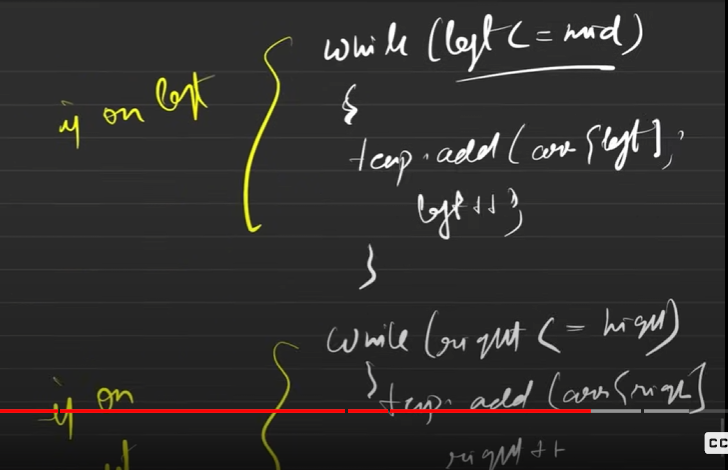 while (left <= mid)
if on left
{
temp.add(arr[left];
left++;
}
while (right <= high)
if on
}temp.add(arr[righ]
right++
CC